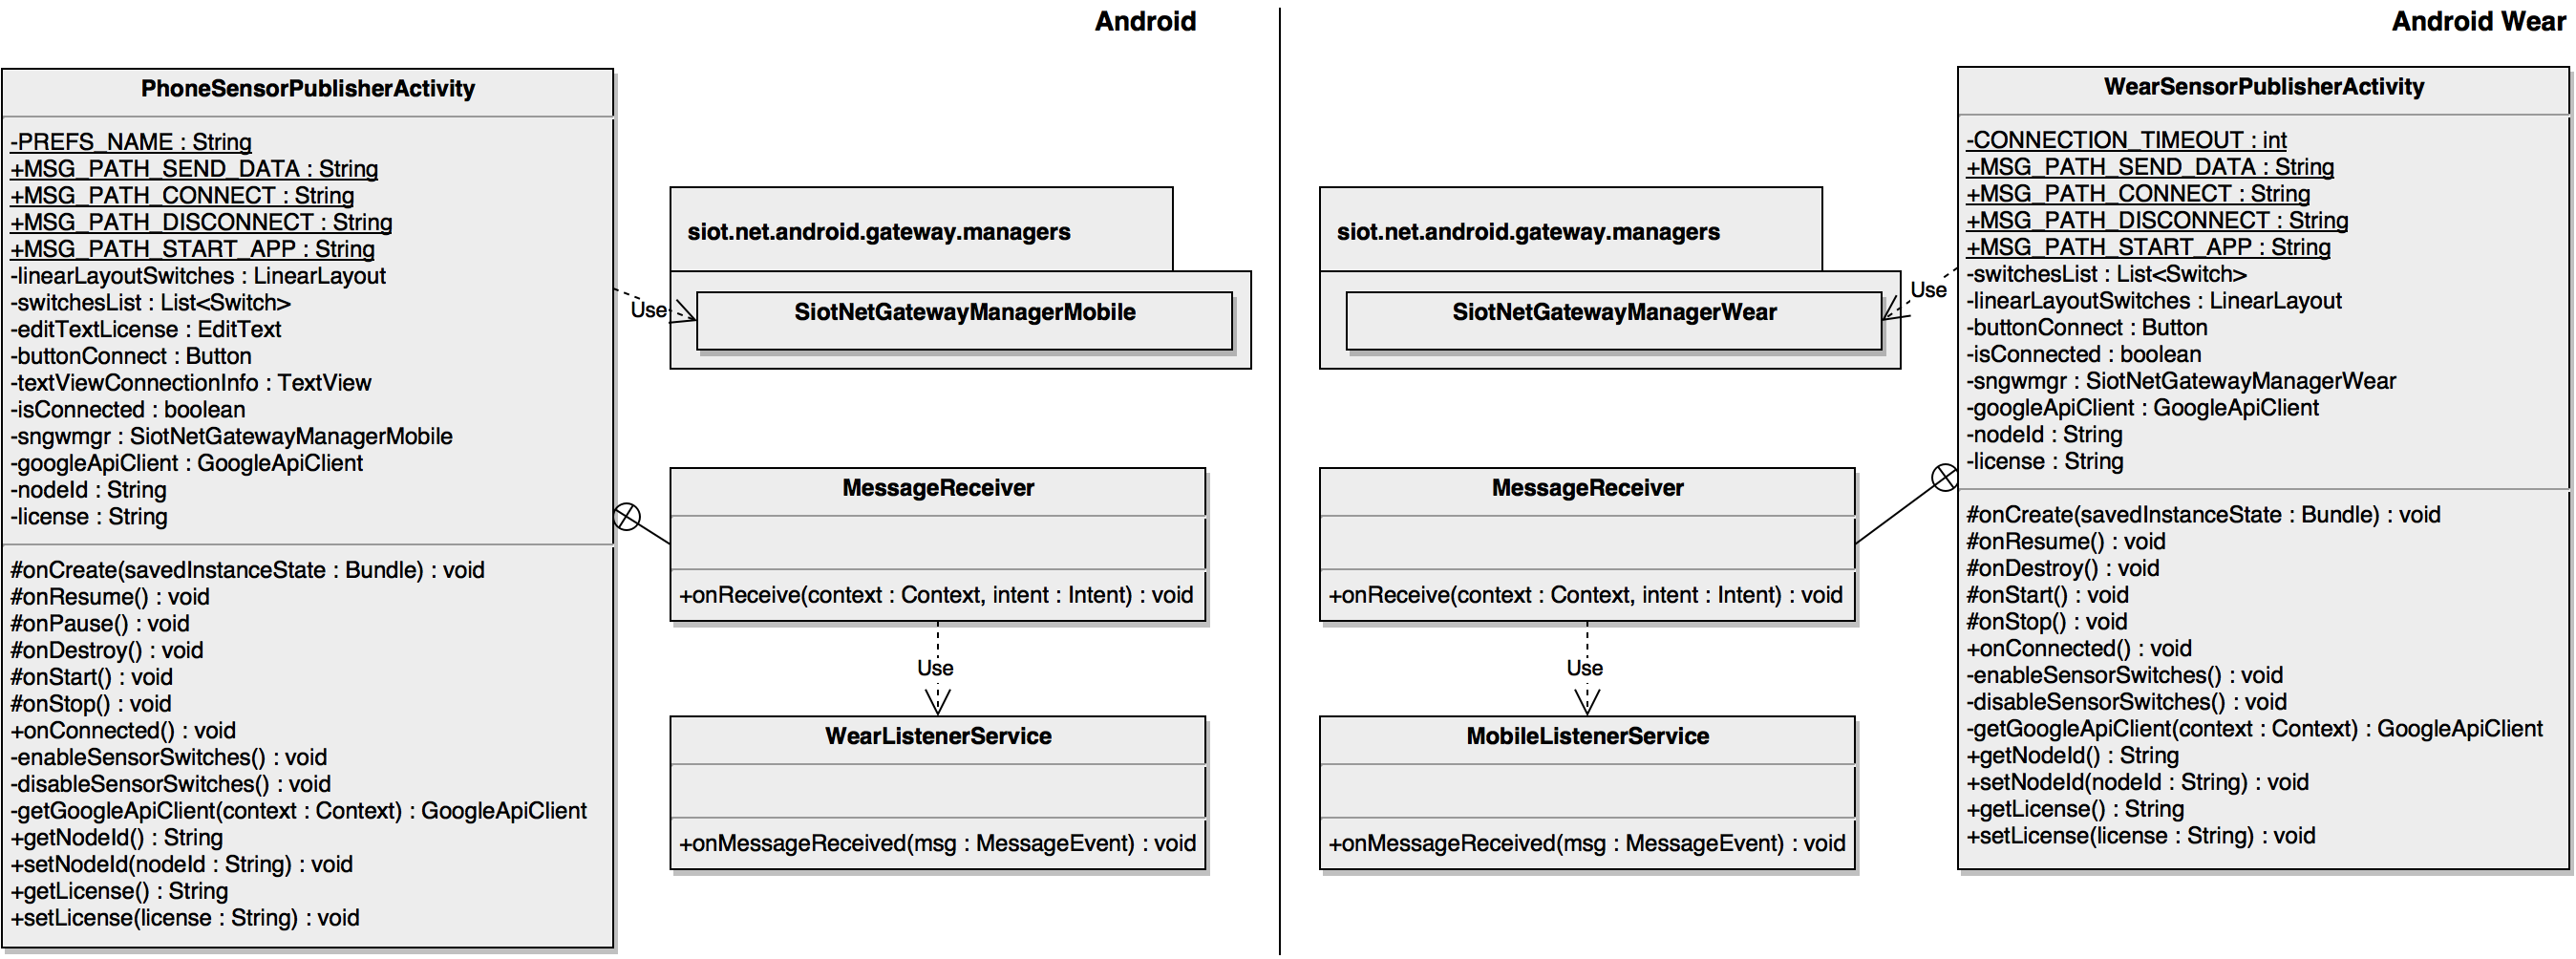 Android
Android Wear
PhoneSensorPublisherActivity
-PREFS_NAME : String
+MSG_PATH_SEND_DATA : String
+MSG_PATH_CONNECT : String
+MSG_PATH_DISCONNECT : String
+MSG_PATH_START_APP : String
-linearLayoutSwitches : LinearLayout
-switchesList : List<Switch>
-editTextLicense : EditText
-buttonConnect : Button
-textViewConnectionInfo : TextView
-isConnected : boolean
-sngwmgr : SiotNetGatewayManagerMobile
-googleApiClient : GoogleApiClient
-nodeId : String
-license : String
#onCreate(savedInstanceState : Bundle) : void
#onResume() : void
#onPause() : void
#onDestroy() : void
#onStart() : void
#onStop() : void
+onConnected() : void
-enableSensorSwitches() : void
-disableSensorSwitches() : void
-getGoogleApiClient(context : Context) : GoogleApiClient
+getNodeId() : String
+setNodeId(nodeId : String) : void
+getLicense() : String
+setLicense(license : String) : void
Use
siot.net.android.gateway.managers
SiotNetGatewayManagerMobile
MessageReceiver
+onReceive(context : Context, intent : Intent) : void
Use
WearListenerService
+onMessageReceived(msg : MessageEvent) : void
siot.net.android.gateway.managers
SiotNetGatewayManagerWear
Use
MessageReceiver
+onReceive(context : Context, intent : Intent) : void
Use
MobileListenerService
+onMessageReceived(msg : MessageEvent) : void
WearSensorPublisherActivity
-CONNECTION_TIMEOUT : int
+MSG_PATH_SEND_DATA : String
+MSG_PATH_CONNECT : String
+MSG_PATH_DISCONNECT : String
+MSG_PATH_START_APP : String
-switchesList : List<Switch>
-linearLayoutSwitches : LinearLayout
-buttonConnect : Button
-isConnected : boolean
-sngwmgr : SiotNetGatewayManagerWear
-googleApiClient : GoogleApiClient
-nodeId : String
-license : String
#onCreate(savedInstanceState : Bundle) : void
#onResume() : void
#onDestroy() : void
#onStart() : void
#onStop() : void
+onConnected() : void
-enableSensorSwitches() : void
-disableSensorSwitches() : void
-getGoogleApiClient(context : Context) : GoogleApiClient
+getNodeId() : String
+setNodeId(nodeId : String) : void
+getLicense() : String
+setLicense(license : String) : void